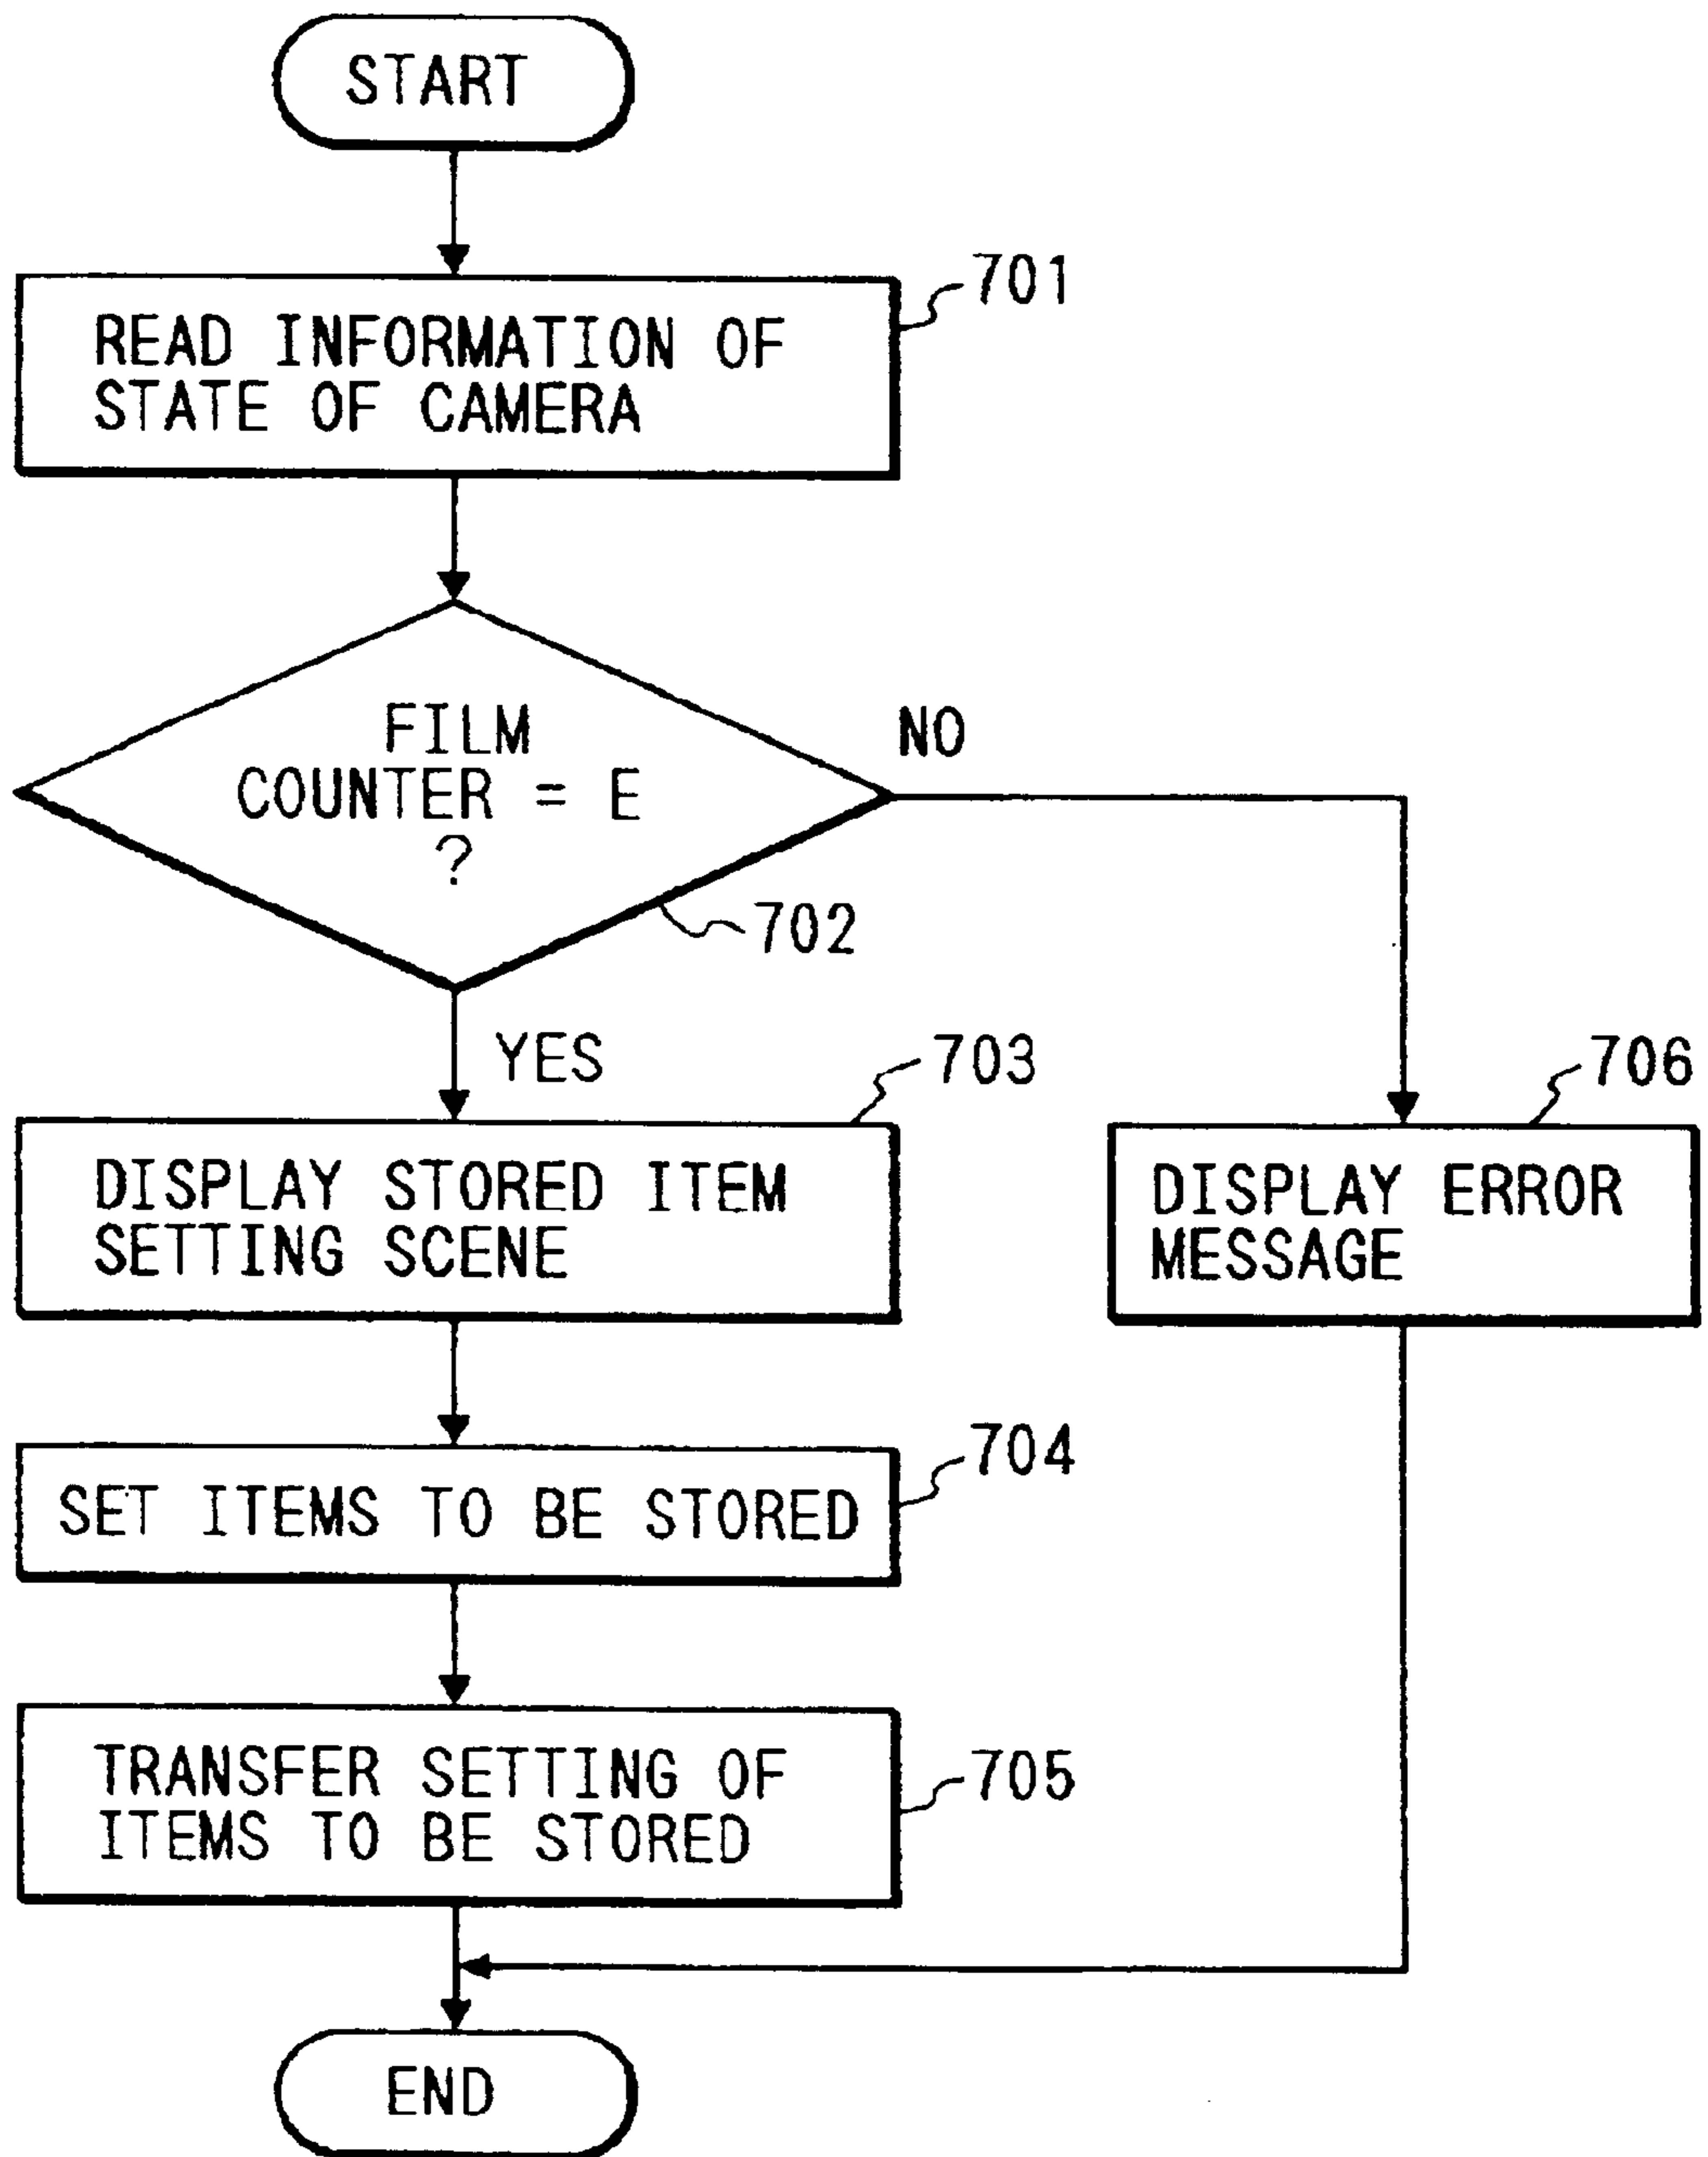 START
701
READ INFORMATION OF
STATE OF CAMERA
FILM
COUNTER = E
?
NO
702
YES
703
DISPLAY STORED ITEM
SETTING SCENE
706
DISPLAY ERROR
MESSAGE
704
SET ITEMS TO BE STORED
705
TRANSFER SETTING OF
ITEMS TO BE STORED
END